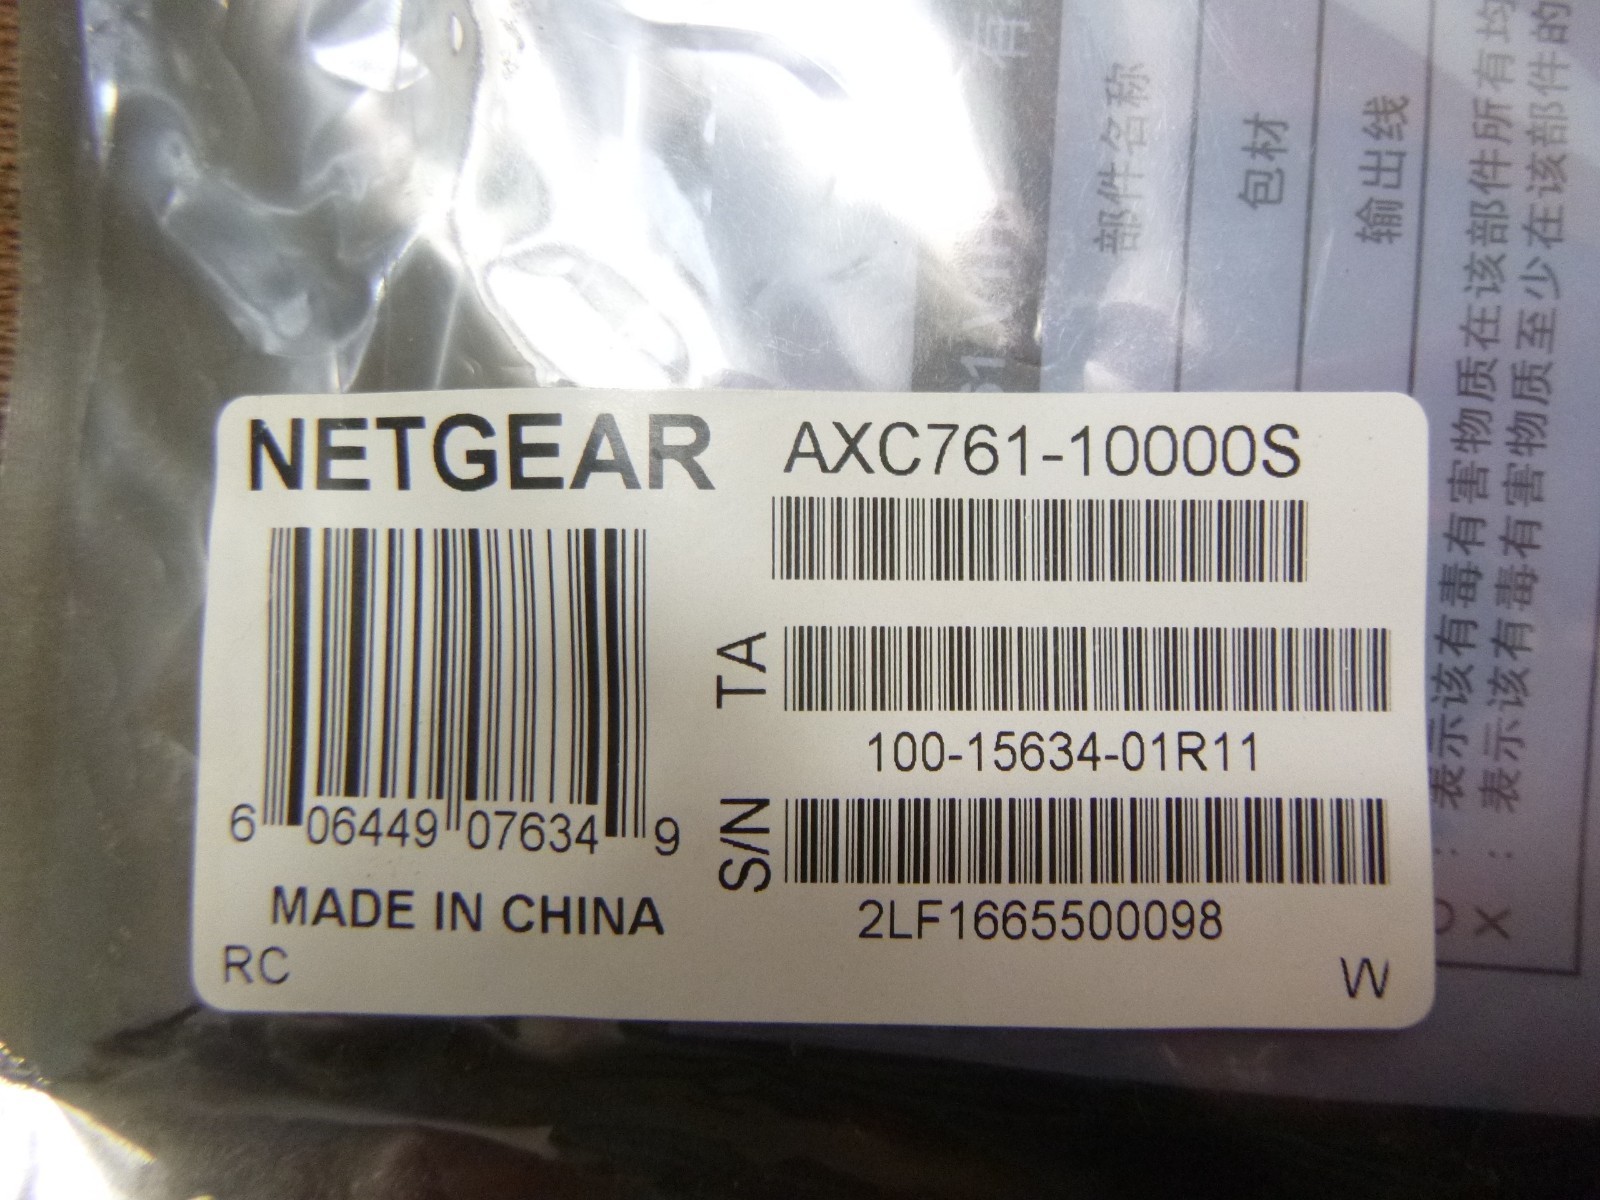 NETGEAR
AXC761-10000S
TA
100-15634-01R11
S/N
2LF1665500098
6 06449 07634 9
MADE IN CHINA
RC
W
部件名称
包材
输出线
表示该有毒有害物质在该部件所有均
表示该有毒有害物质至少在该部件的
X
有